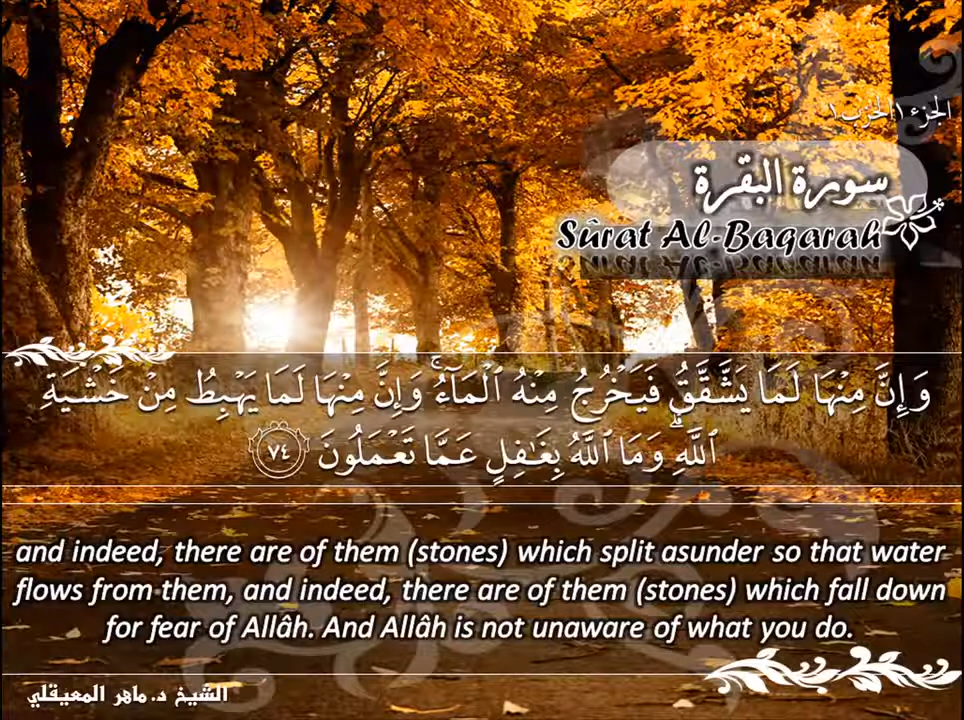 الجزء ١ الحزب ١
سورة البقرة
Sûrat Al-Baqarah
وَإِنَّ مِنْهَا لَمَا يَشَّقَّقُ فَيَخْرُجُ مِنْهُ ٱلْمَآءُ ۚ وَإِنَّ مِنْهَا لَمَا يَهْبِطُ مِنْ خَشْيَةِ
ٱللَّهِ ۗ وَمَا ٱللَّهُ بِغَٰفِلٍ عَمَّا تَعْمَلُونَ ٧٤
and indeed, there are of them (stones) which split asunder so that water
flows from them, and indeed, there are of them (stones) which fall down
for fear of Allâh. And Allâh is not unaware of what you do.
الشيخ د. ماهر المعيقلي